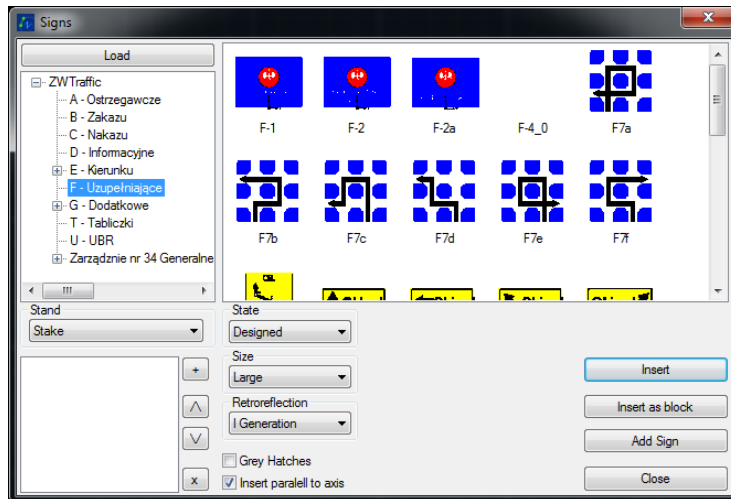 Signs
Load
ZWTraffic
A - Ostrzegawcze
B - Zakazu
C - Nakazu
D - Informacyjne
E - Kierunku
F - Uzupełniające
G - Dodatkowe
T - Tabliczki
U - UBR
Zarządznie nr 34 Generalne
F-1
F-2
F-2a
F-4_0
F7a
F7b
F7c
F7d
F7e
F7f
Stand
Stake
State
Designed
Size
Large
Retroreflection
I Generation
Grey Hatches
Insert paralell to axis
+
x
Insert
Insert as block
Add Sign
Close